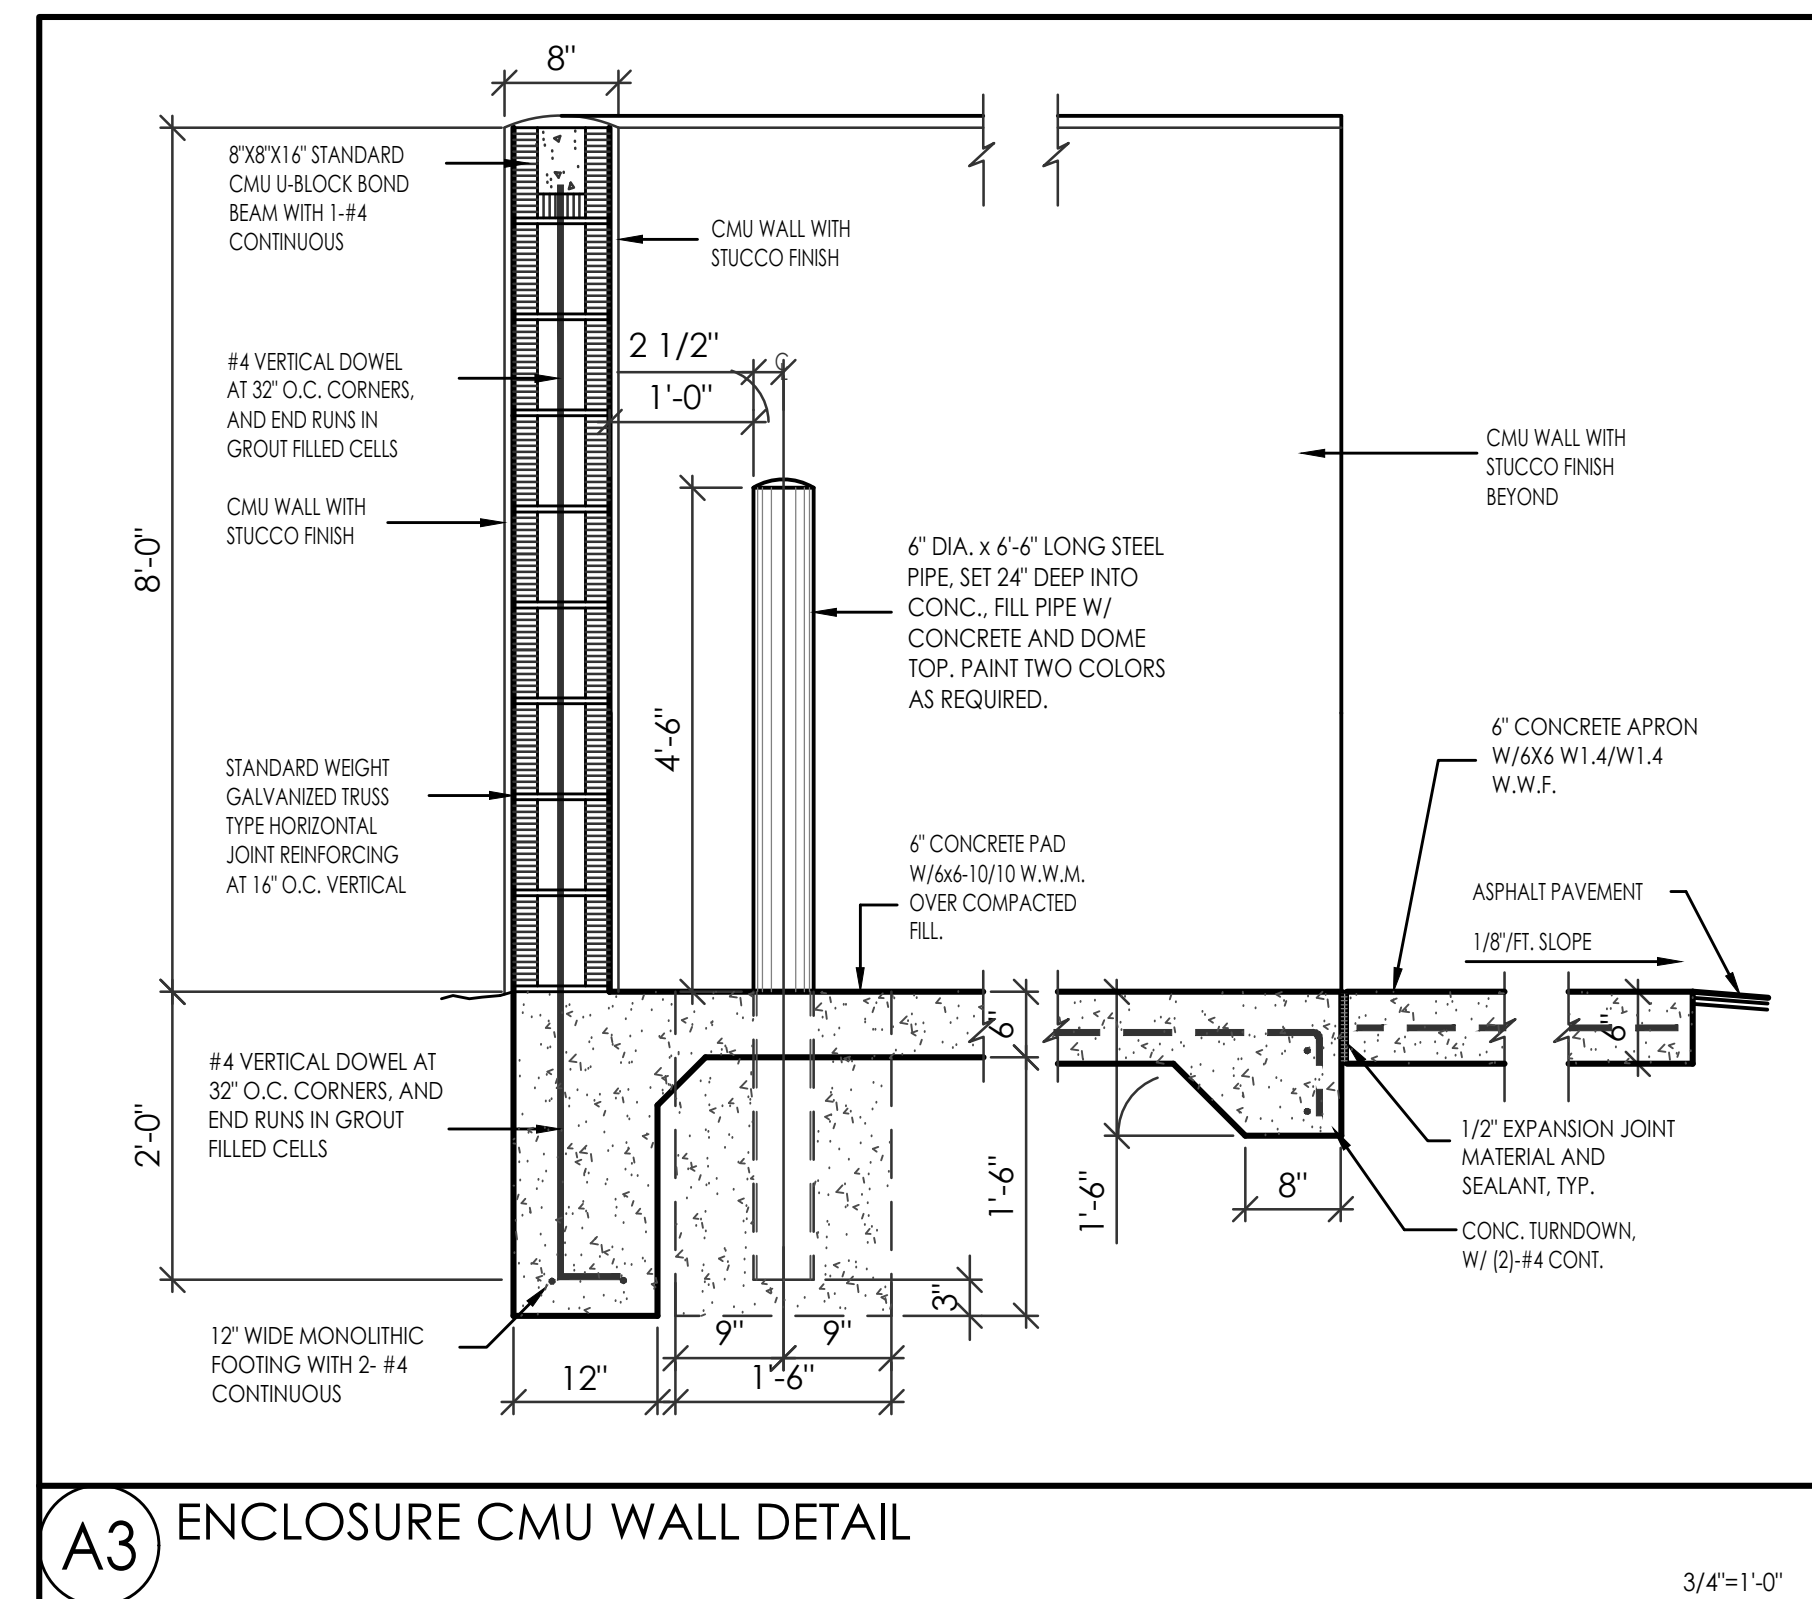 8"
8"X8"X16" STANDARD
CMU U-BLOCK BOND
BEAM WITH 1-#4
CONTINUOUS
CMU WALL WITH
STUCCO FINISH
2 1/2"
℄
1'-0"
#4 VERTICAL DOWEL
AT 32" O.C. CORNERS,
AND END RUNS IN
GROUT FILLED CELLS
CMU WALL WITH
STUCCO FINISH
BEYOND
CMU WALL WITH
STUCCO FINISH
8'-0"
6" DIA. x 6'-6" LONG STEEL
PIPE, SET 24" DEEP INTO
CONC., FILL PIPE W/
CONCRETE AND DOME
TOP. PAINT TWO COLORS
AS REQUIRED.
4'-6"
6" CONCRETE APRON
W/6X6 W1.4/W1.4
W.W.F.
STANDARD WEIGHT
GALVANIZED TRUSS
TYPE HORIZONTAL
JOINT REINFORCING
AT 16" O.C. VERTICAL
6" CONCRETE PAD
W/6x6-10/10 W.W.M.
OVER COMPACTED
FILL.
ASPHALT PAVEMENT
1/8"/FT. SLOPE
6"
6"
#4 VERTICAL DOWEL AT
32" O.C. CORNERS, AND
END RUNS IN GROUT
FILLED CELLS
2'-0"
1'-6"
1'-6"
8"
1/2" EXPANSION JOINT
MATERIAL AND
SEALANT, TYP.
CONC. TURNDOWN,
W/ (2)-#4 CONT.
3"
12" WIDE MONOLITHIC
FOOTING WITH 2- #4
CONTINUOUS
9"
9"
12"
1'-6"
A3
ENCLOSURE CMU WALL DETAIL
3/4"=1'-0"